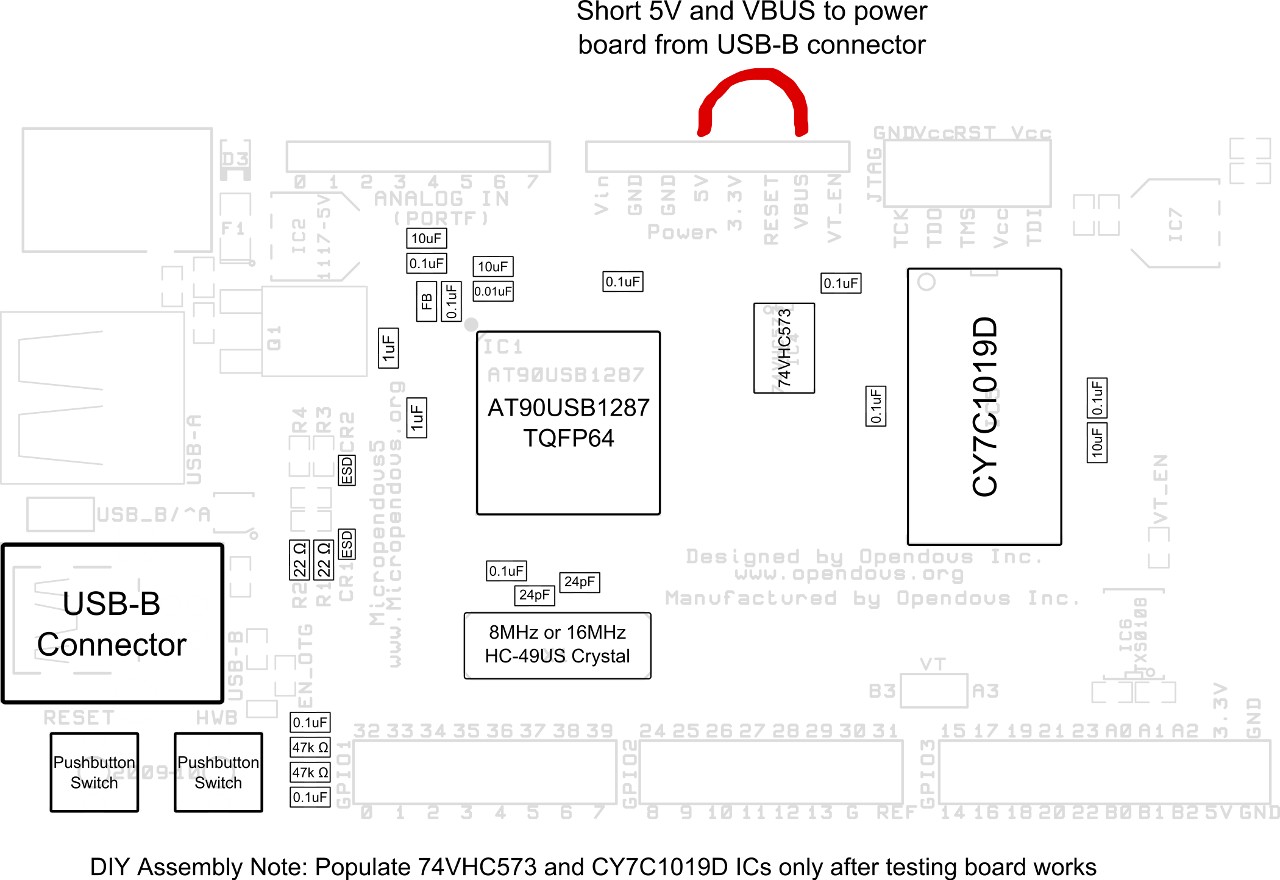 Short 5V and VBUS to power
board from USB-B connector
GND Vcc RST Vcc
JTAG
TCK TDO TMS Vcc TDI
D3
F1
IC2
1117-5V
0 1 2 3 4 5 6 7
ANALOG IN
(PORTF)
Vin GND GND 5V 3.3V RESET VBUS VT_EN
Power
IC7
10uF
0.1uF
10uF
0.01uF
FB
0.1uF
0.1uF
0.1uF
Q1
1uF
1uF
IC1
AT90USB1287
AT90USB1287
TQFP64
74VHC573
CY7C1019D
0.1uF
0.1uF
10uF
USB-A
R4
R3
CR2
ESD
ESD
USB_B/^A
22 Ω
22 Ω
R2
R1
CR1
Micropendous5
www.Micropendous.org
VT_EN
Designed by Opendous Inc.
www.opendous.org
Manufactured by Opendous Inc.
USB-B
Connector
USB-B
EN_OTG
0.1uF
24pF
24pF
8MHz or 16MHz
HC-49US Crystal
IC6
TXS0108
VT
B3
A3
RESET
HWB
Pushbutton
Switch
Pushbutton
Switch
0.1uF
47k Ω
47k Ω
0.1uF
GPIO1
32 33 34 35 36 37 38 39
0 1 2 3 4 5 6 7
GPIO2
24 25 26 27 28 29 30 31
8 9 10 11 12 13 G REF
GPIO3
15 17 19 21 23 A0 A1 A2 3.3V GND
14 16 18 20 22 B0 B1 B2 5V GND
DIY Assembly Note: Populate 74VHC573 and CY7C1019D ICs only after testing board works